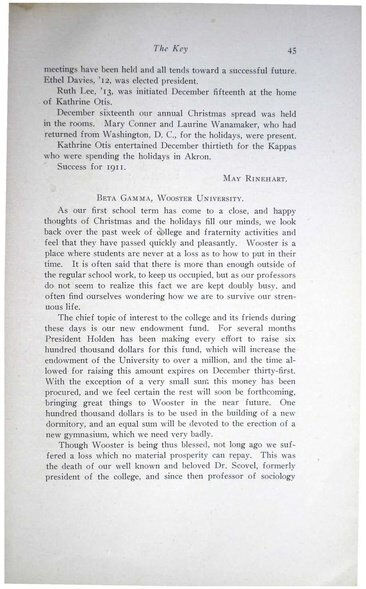 The Key 45
meetings have been held and all tends toward a successful future.
Ethel Davies, '12, was elected president.
Ruth Lee, '13, was initiated December fifteenth at the home
of Kathrine Otis.
December sixteenth our annual Christmas spread was held
in the rooms. Mary Conner and Laurine Wanamaker, who had
returned from Washington, D. C., for the holidays, were present.
Kathrine Otis entertained December thirtieth for the Kappas
who were spending the holidays in Akron.
Success for 1911.
May Rinehart.
Beta Gamma, Wooster University.
As our first school term has come to a close, and happy
thoughts of Christmas and the holidays fill our minds, we look
back over the past week of college and fraternity activities and
feel that they have passed quickly and pleasantly. Wooster is a
place where students are never at a loss as to how to put in their
time. It is often said that there is more than enough outside of
the regular school work, to keep us occupied, but as our professors
do not seem to realize this fact we are kept doubly busy, and
often find ourselves wondering how we are to survive our stren-
uous life.
The chief topic of interest to the college and its friends during
these days is our new endowment fund. For several months
President Holden has been making every effort to raise six
hundred thousand dollars for this fund, which will increase the
endowment of the University to over a million, and the time al-
lowed for raising this amount expires on December thirty-first.
With the exception of a very small sum this money has been
procured, and we feel certain the rest will soon be forthcoming,
bringing great things to Wooster in the near future. One
hundred thousand dollars is to be used in the building of a new
dormitory, and an equal sum will be devoted to the erection of a
new gymnasium, which we need very badly.
Though Wooster is being thus blessed, not long ago we suf-
fered a loss which no material prosperity can repay. This was
the death of our well known and beloved Dr. Scovel, formerly
president of the college, and since then professor of sociology